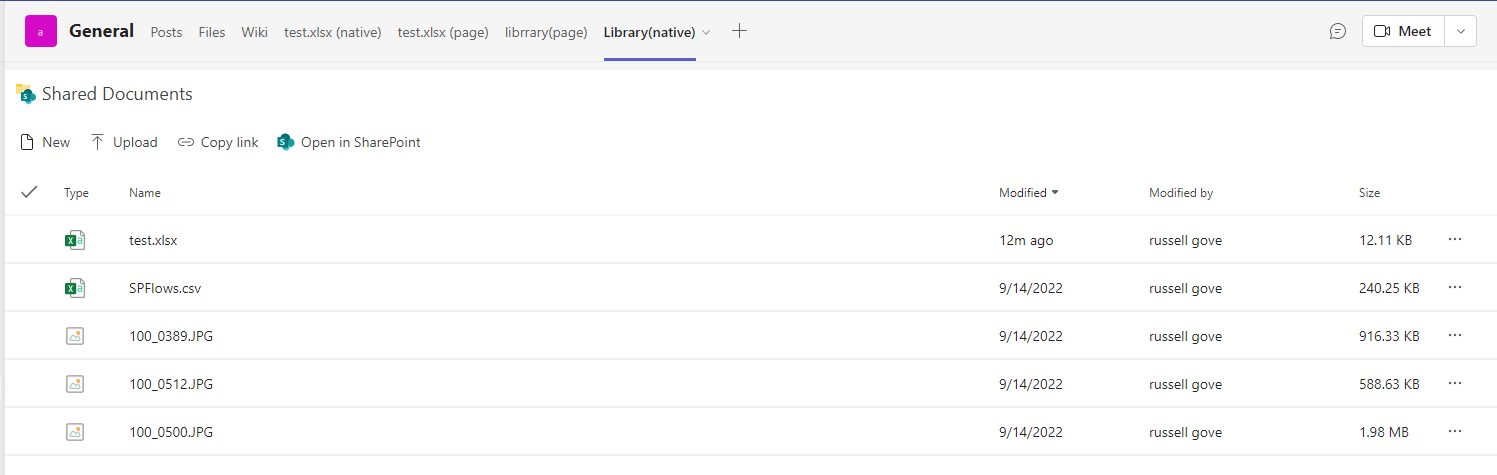 a General Posts Files Wiki test.xlsx (native) test.xlsx (page) librrary(page) Library(native) Meet
Shared Documents
New Upload Copy link Open in SharePoint
Type Name Modified Modified by Size
test.xlsx 12m ago russell gove 12.11 KB
SPFlows.csv 9/14/2022 russell gove 240.25 KB
100_0389.JPG 9/14/2022 russell gove 916.33 KB
100_0512.JPG 9/14/2022 russell gove 588.63 KB
100_0500.JPG 9/14/2022 russell gove 1.98 MB